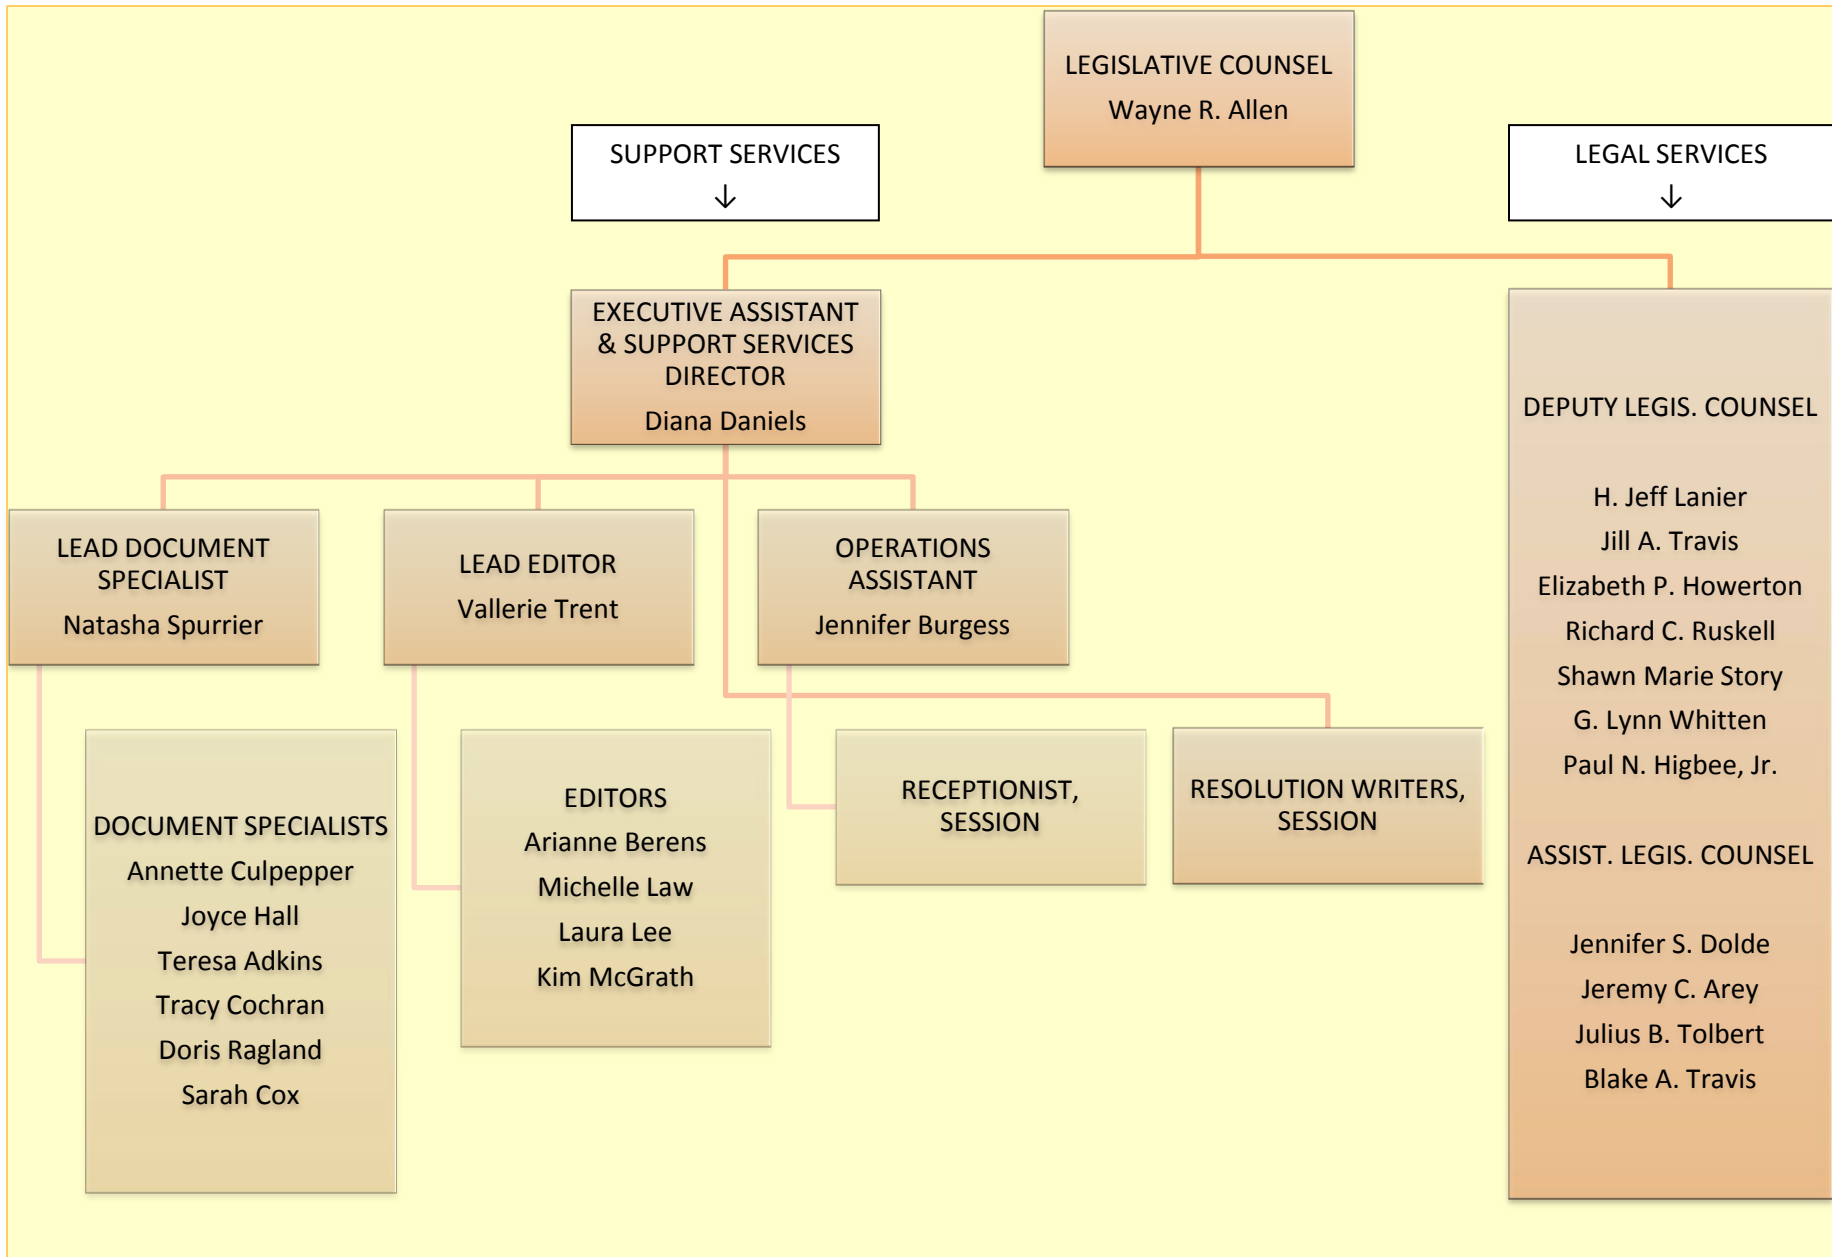 LEGISLATIVE COUNSEL
Wayne R. Allen
SUPPORT SERVICES
↓
LEGAL SERVICES
↓
EXECUTIVE ASSISTANT
& SUPPORT SERVICES
DIRECTOR
Diana Daniels
LEAD DOCUMENT
SPECIALIST
Natasha Spurrier
LEAD EDITOR
Vallerie Trent
OPERATIONS
ASSISTANT
Jennifer Burgess
DOCUMENT SPECIALISTS
Annette Culpepper
Joyce Hall
Teresa Adkins
Tracy Cochran
Doris Ragland
Sarah Cox
EDITORS
Arianne Berens
Michelle Law
Laura Lee
Kim McGrath
RECEPTIONIST,
SESSION
RESOLUTION WRITERS,
SESSION
DEPUTY LEGIS. COUNSEL
H. Jeff Lanier
Jill A. Travis
Elizabeth P. Howerton
Richard C. Ruskell
Shawn Marie Story
G. Lynn Whitten
Paul N. Higbee, Jr.
ASSIST. LEGIS. COUNSEL
Jennifer S. Dolde
Jeremy C. Arey
Julius B. Tolbert
Blake A. Travis